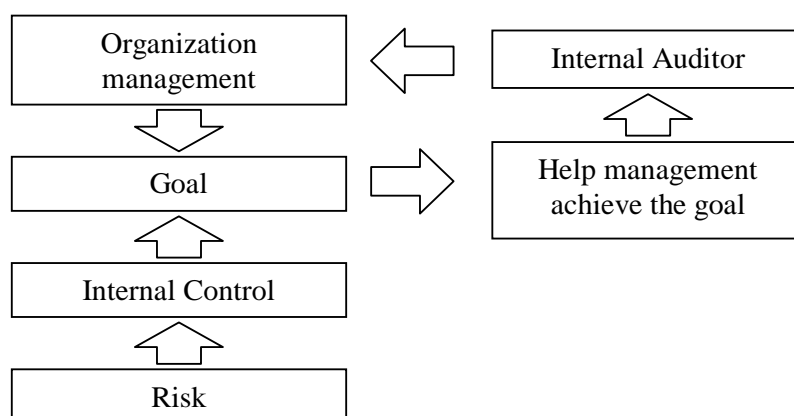 Organization
management
Internal Auditor
Goal
Help management
achieve the goal
Internal Control
Risk